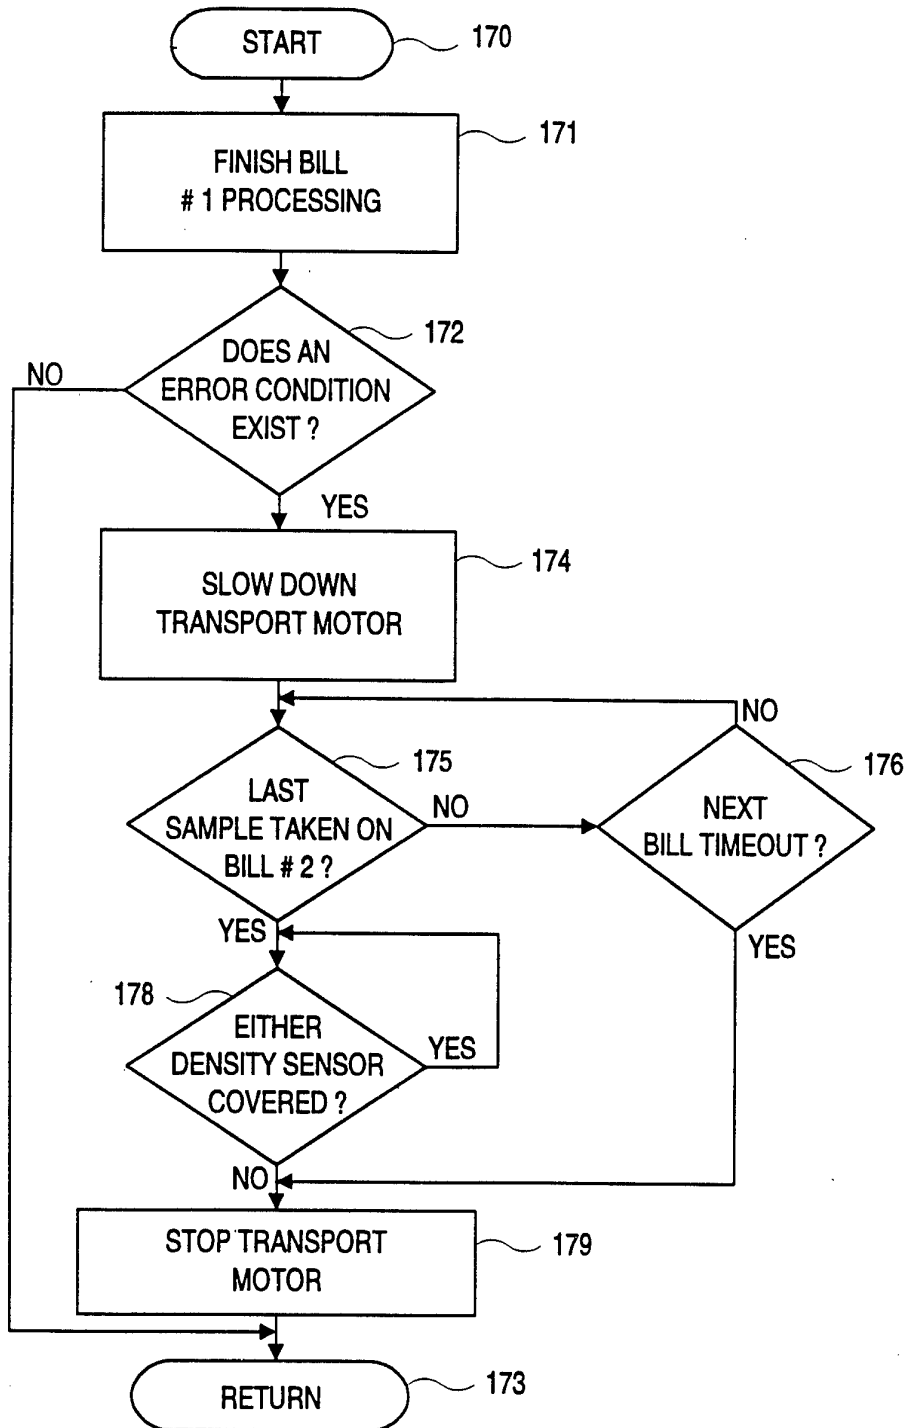 START
170
171
FINISH BILL
# 1 PROCESSING
172
DOES AN
ERROR CONDITION
EXIST ?
NO
YES
174
SLOW DOWN
TRANSPORT MOTOR
NO
175
176
LAST
SAMPLE TAKEN ON
BILL # 2 ?
NO
NEXT
BILL TIMEOUT ?
YES
YES
178
EITHER
DENSITY SENSOR
COVERED ?
YES
NO
STOP TRANSPORT
MOTOR
179
RETURN
173